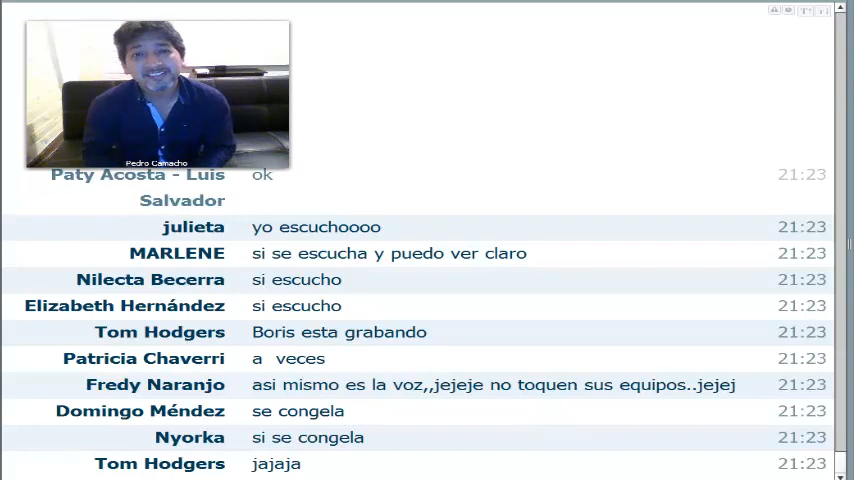 Pedro Camacho
Paty Acosta - Luis Salvador ok 21:23
julieta yo escuchoooo 21:23
MARLENE si se escucha y puedo ver claro 21:23
Nilecta Becerra si escucho 21:23
Elizabeth Hernández si escucho 21:23
Tom Hodgers Boris esta grabando 21:23
Patricia Chaverri a  veces 21:23
Fredy Naranjo asi mismo es la voz,,jejeje no toquen sus equipos..jejej 21:23
Domingo Méndez se congela 21:23
Nyorka si se congela 21:23
Tom Hodgers jajaja 21:23